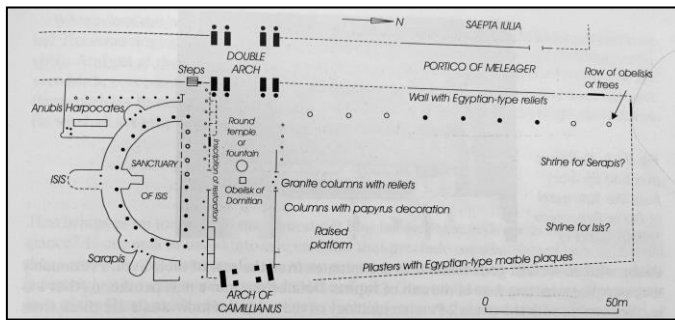 N
SAEPTA IULIA
DOUBLE
ARCH
PORTICO OF MELEAGER
Row of obelisks
or trees
Steps
Wall with Egyptian-type reliefs
Anubis Harpocrates
Round
temple
or
fountain
SANCTUARY
OF ISIS
ISIS
Inscription of restoration
Obelisk of
Domitian
Shrine for Serapis?
Granite columns with reliefs
Columns with papyrus decoration
Raised
platform
Shrine for Isis?
Sarapis
Pilasters with Egyptian-type marble plaques
ARCH OF
CAMILLIANUS
0 50m